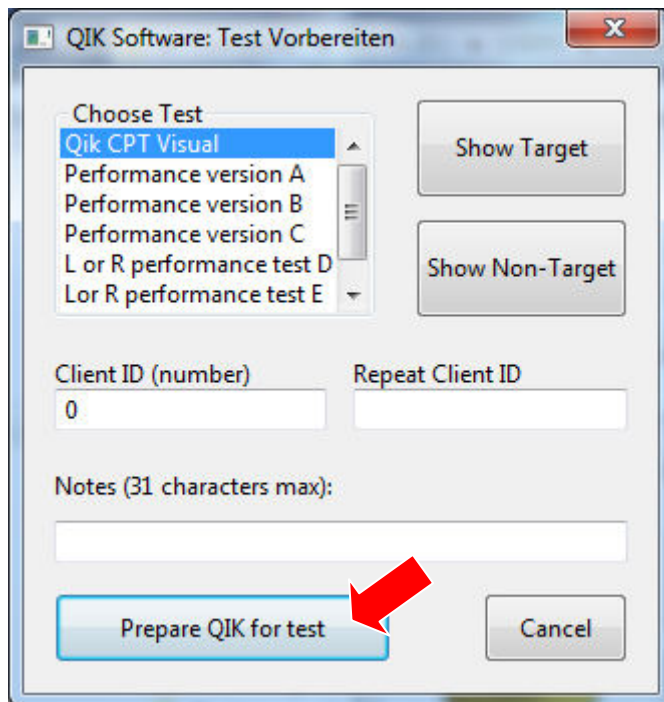 QIK Software: Test Vorbereiten
Choose Test
Qik CPT Visual
Performance version A
Performance version B
Performance version C
L or R performance test D
Lor R performance test E
Show Target
Show Non-Target
Client ID (number)
Repeat Client ID
0
Notes (31 characters max):
Prepare QIK for test
Cancel